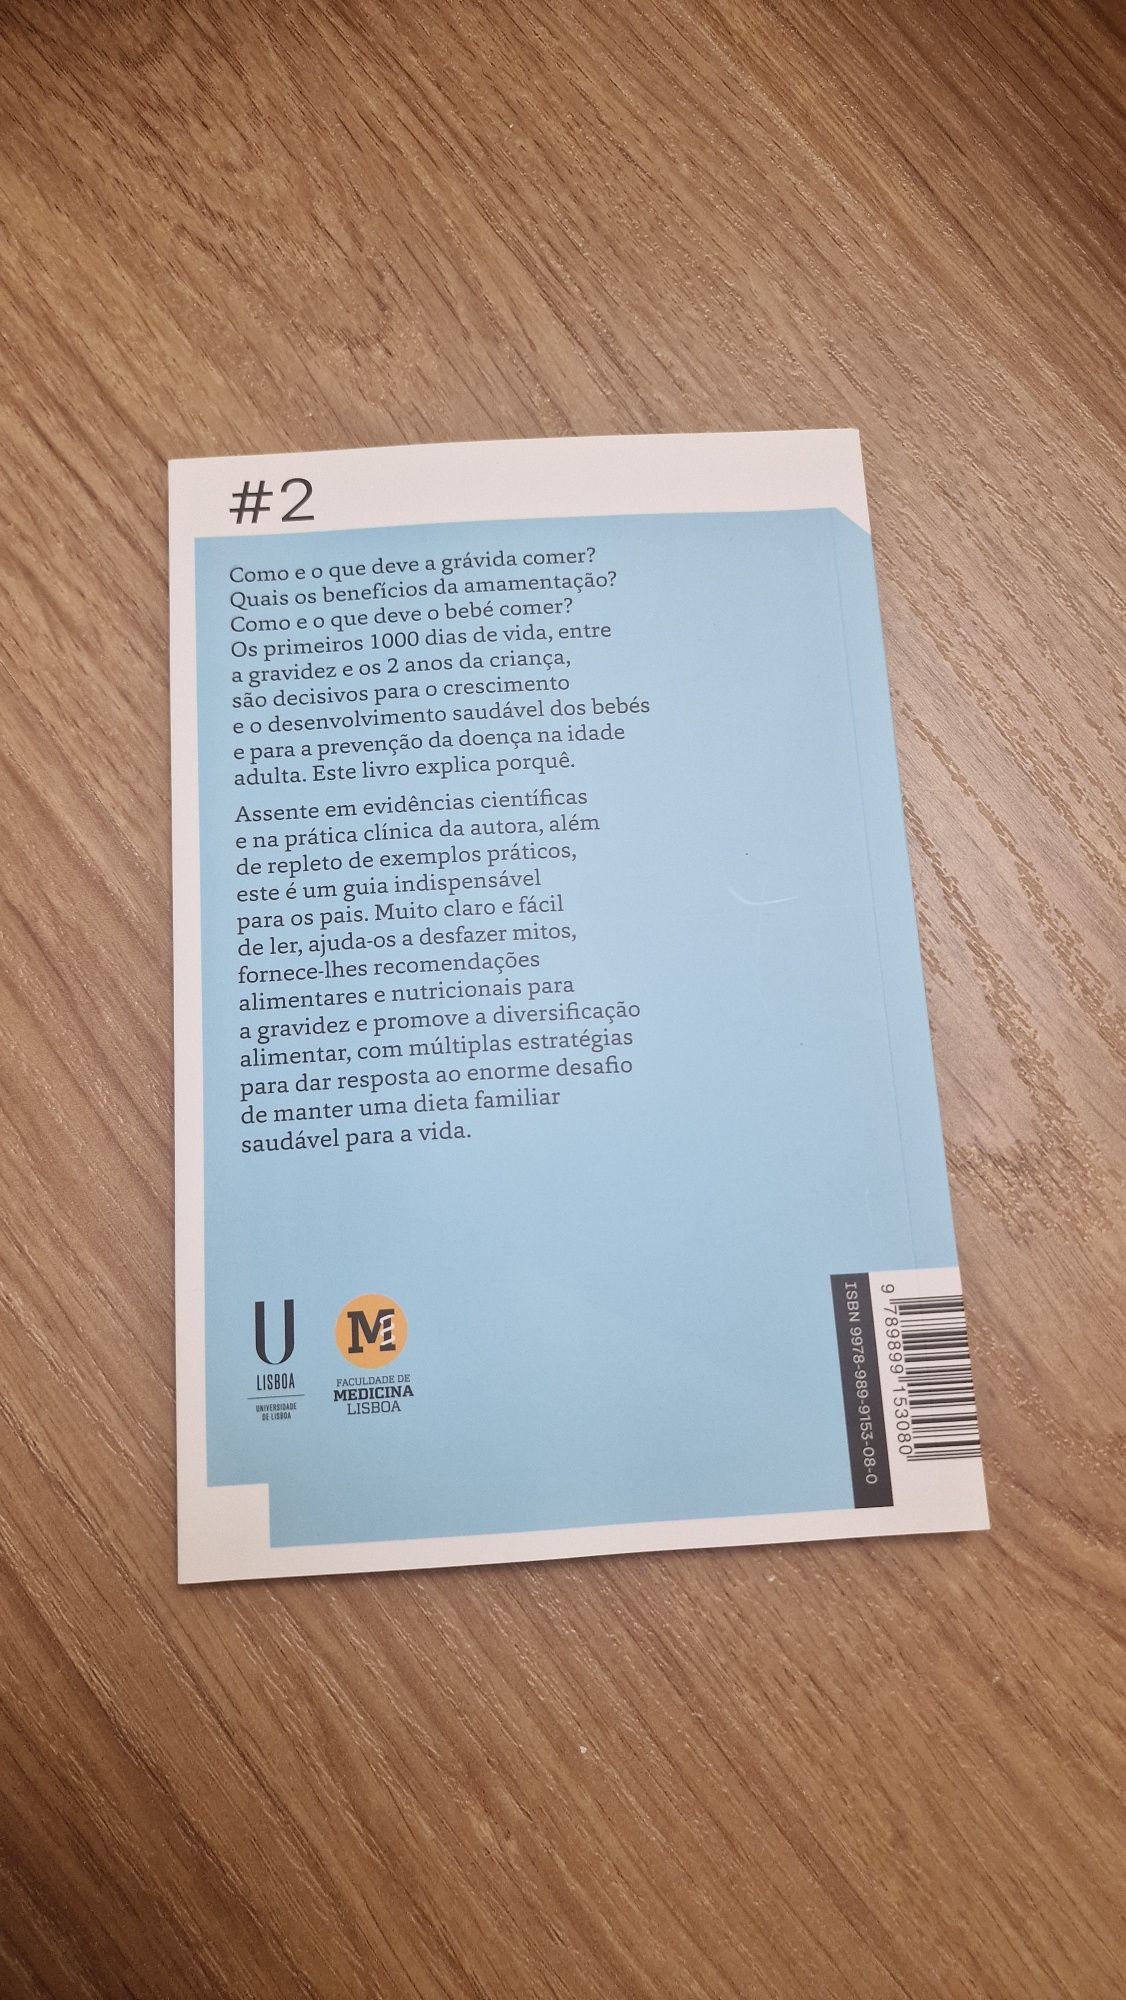 #2
Como e o que deve a grávida comer?
Quais os benefícios da amamentação?
Como e o que deve o bebé comer?
Os primeiros 1000 dias de vida, entre
a gravidez e os 2 anos da criança,
são decisivos para o crescimento
e o desenvolvimento saudável dos bebés
e para a prevenção da doença na idade
adulta. Este livro explica porquê.
Assente em evidências científicas
e na prática clínica da autora, além
de repleto de exemplos práticos,
este é um guia indispensável
para os pais. Muito claro e fácil
de ler, ajuda-os a desfazer mitos,
fornece-lhes recomendações
alimentares e nutricionais para
a gravidez e promove a diversificação
alimentar, com múltiplas estratégias
para dar resposta ao enorme desafio
de manter uma dieta familiar
saudável para a vida.
U
LISBOA
UNIVERSIDADE
DE LISBOA
M
FACULDADE DE
MEDICINA
LISBOA
ISBN 9978-989-9153-08-0
9 789899 153080